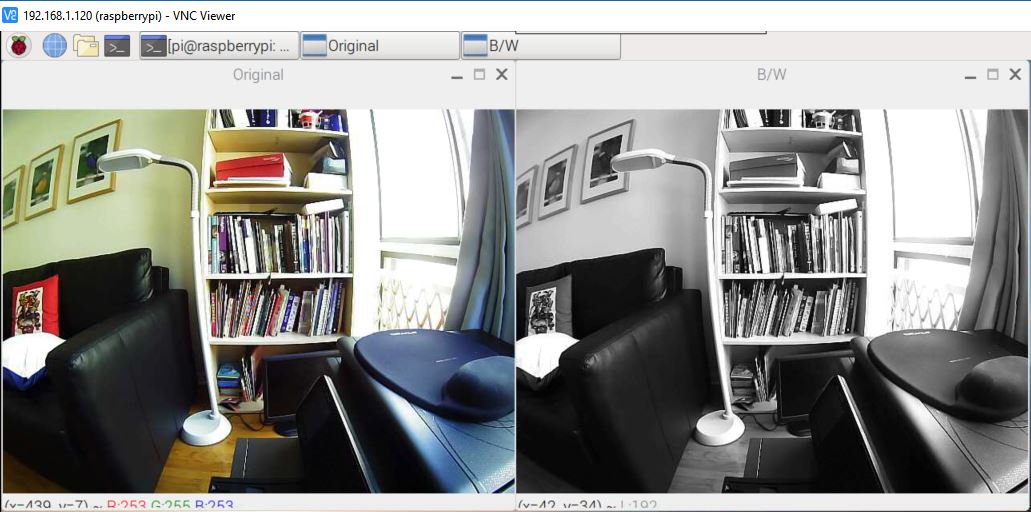 192.168.1.120 (raspberrypi) - VNC Viewer
[pi@raspberrypi: ...
Original
B/W
Original
B/W
(x=439, y=7) ~ R:253 G:255 B:253
(x=42, y=34) ~ L:192